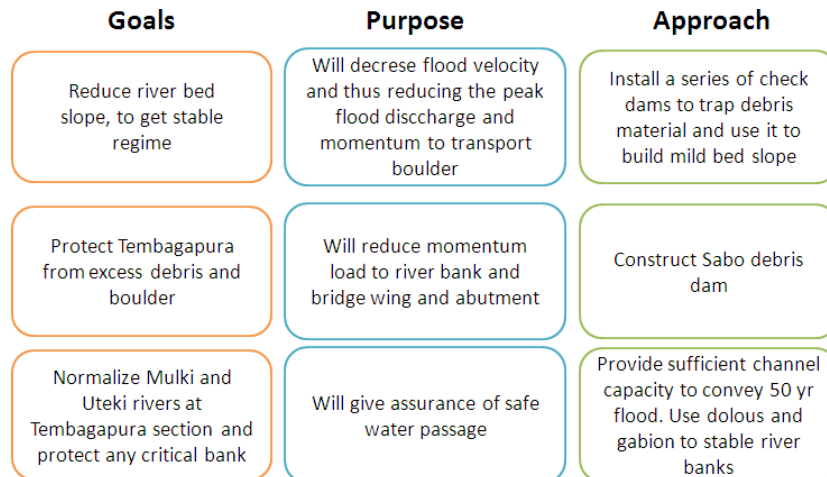 Goals
Purpose
Approach
Reduce river bed
slope, to get stable
regime
Will decrese flood velocity
and thus reducing the peak
flood disccharge and
momentum to transport
boulder
Install a series of check
dams to trap debris
material and use it to
build mild bed slope
Protect Tembagapura
from excess debris and
boulder
Will reduce momentum
load to river bank and
bridge wing and abutment
Construct Sabo debris
dam
Normalize Mulki and
Uteki rivers at
Tembagapura section and
protect any critical bank
Will give assurance of safe
water passage
Provide sufficient channel
capacity to convey 50 yr
flood. Use dolous and
gabion to stable river
banks